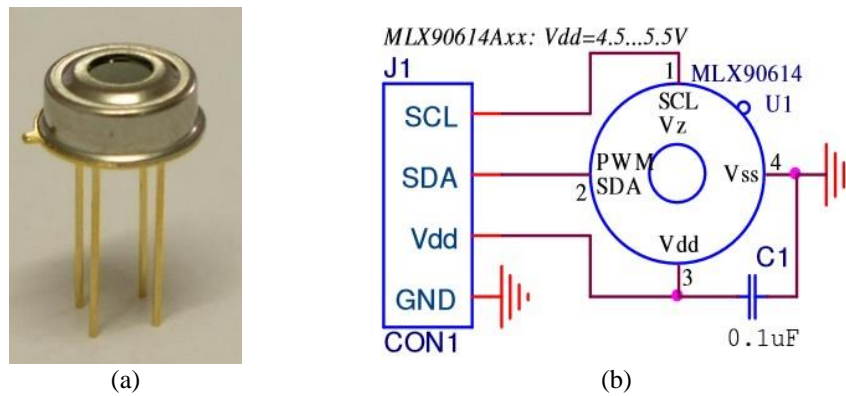 MLX90614Axx: Vdd=4.5...5.5V
J1
1
MLX90614
SCL
SCL
Vz
U1
SDA
2
PWM
SDA
Vss
4
Vdd
Vdd
3
C1
GND
0.1uF
CON1
(a)
(b)